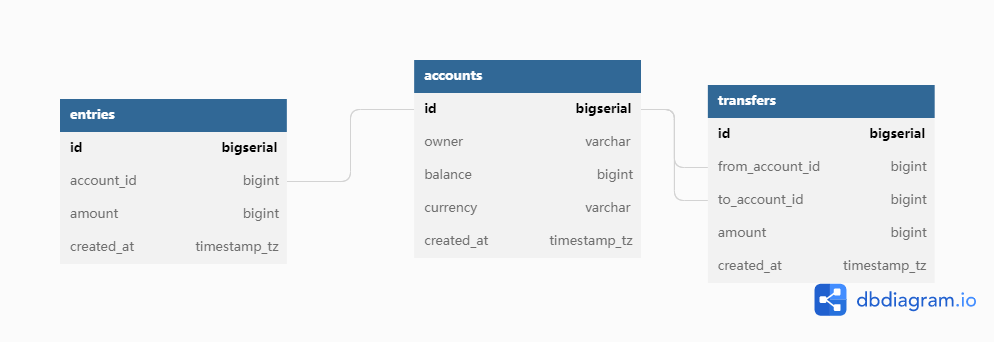 entries
id bigserial
account_id bigint
amount bigint
created_at timestamp_tz
accounts
id bigserial
owner varchar
balance bigint
currency varchar
created_at timestamp_tz
transfers
id bigserial
from_account_id bigint
to_account_id bigint
amount bigint
created_at timestamp_tz
dbdiagram.io